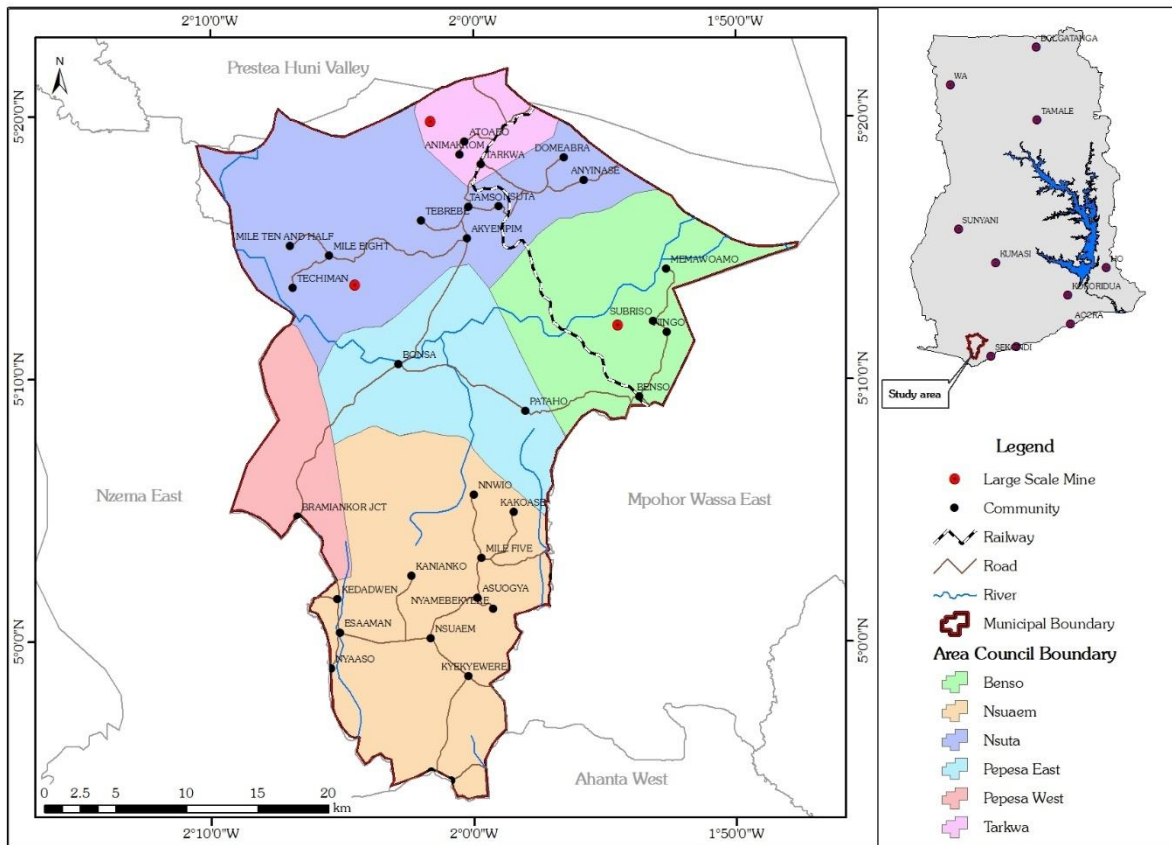 2°10'0"W 2°0'0"W 1°50'0"W
Prestea Huni Valley
N
5°20'0"N 5°20'0"N
ATOABO
ANIMAKROM
TARKWA
DOMEABRA
ANYINASE
TAMSO NSUTA
TEBREBE
AKYEMPIM
MILE TEN AND HALF
MILE EIGHT
TECHIMAN
MEMAWOAMO
SUBRISO
BONSA
5°10'0"N 5°10'0"N
BENSO
PATAHO
Nzema East
Mpohor Wassa East
NNWIO
KAKOASE
BRAMIANKOR JCT
MILE FIVE
KANIANKO
ASUOGYA
KEDADWEN
NYAMEBEKYERE
ESAAMAN
NSUAEM
5°0'0"N 5°0'0"N
NYAASO
KYEKYEWERE
Ahanta West
0 2.5 5 10 15 20
km
2°10'0"W 2°0'0"W 1°50'0"W
BOLGATANGA
WA
TAMALE
SUNYANI
KUMASI
HO
KOFORIDUA
ACCRA
SEKONDI
Study area
Legend
Large Scale Mine
Community
Railway
Road
River
Municipal Boundary
Area Council Boundary
Benso
Nsuaem
Nsuta
Pepesa East
Pepesa West
Tarkwa